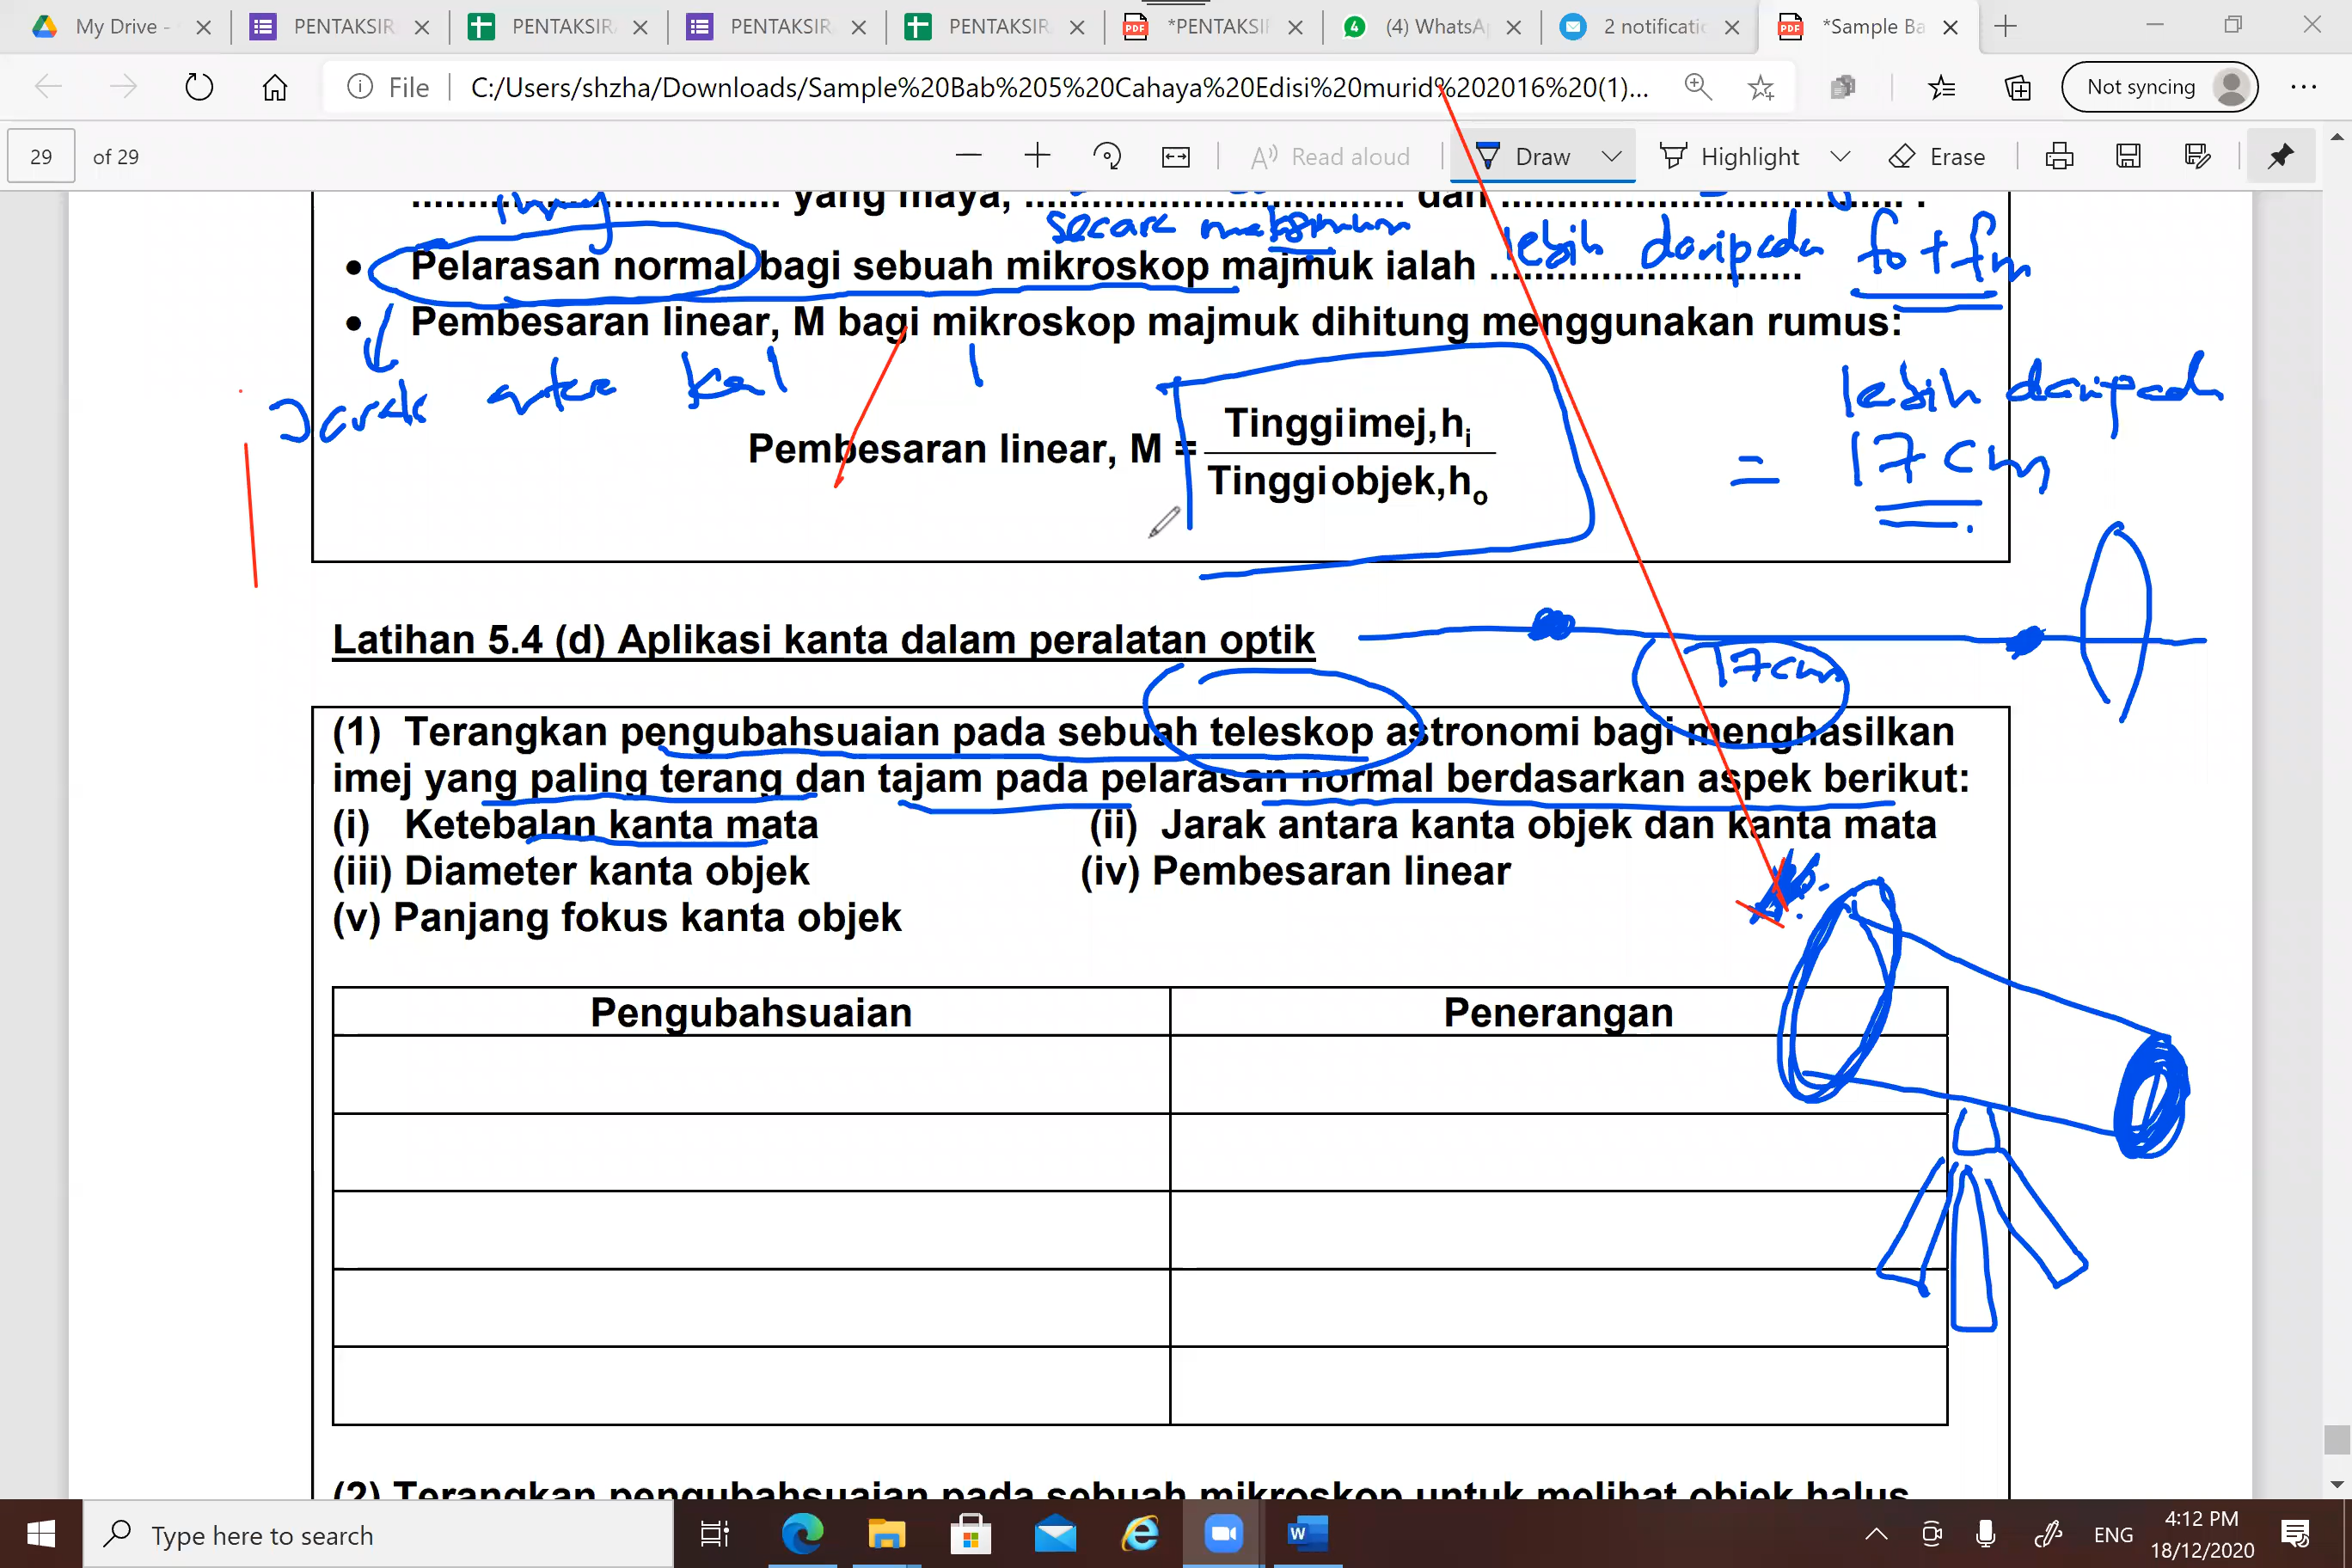 My Drive -
PENTAKSIR
PENTAKSIR
PENTAKSIR
PENTAKSIR
*PENTAKSI
(4) WhatsA
2 notificatio
*Sample Ba
File
C:/Users/shzha/Downloads/Sample%20Bab%205%20Cahaya%20Edisi%20murid%202016%20(1)...
Not syncing
29 of 29
Read aloud
Draw
Highlight
Erase
yang maya, dan
imej
secara maksimum
• Pelarasan normal bagi sebuah mikroskop majmuk ialah
lebih daripada fo + fm
• Pembesaran linear, M bagi mikroskop majmuk dihitung menggunakan rumus:
Jarak antara
lebih daripada
Pembesaran linear, M = Tinggi imej, hi
Tinggi objek, ho
= 17 cm
Latihan 5.4 (d) Aplikasi kanta dalam peralatan optik
17 cm
(1) Terangkan pengubahsuaian pada sebuah teleskop astronomi bagi menghasilkan
imej yang paling terang dan tajam pada pelarasan normal berdasarkan aspek berikut:
(i) Ketebalan kanta mata (ii) Jarak antara kanta objek dan kanta mata
(iii) Diameter kanta objek (iv) Pembesaran linear
(v) Panjang fokus kanta objek
Pengubahsuaian Penerangan
(2) Terangkan pengubahsuaian pada sebuah mikroskop untuk melihat objek halus
Type here to search
ENG
4:12 PM
18/12/2020